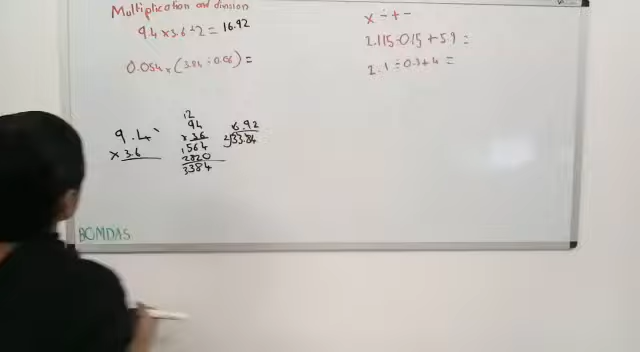 Multiplication and division
9.4 x 3.6 ÷ 2 = 16.92
0.054 x (3.84 ÷ 0.06) =
x ÷ + -
2.115 ÷ 0.15 + 5.9 =
2.1 ÷ 0.3 + 4 =
9.4
x 3.6
12
94
x 36
1564
2820
3384
16.92
2 33.84
BOMDAS